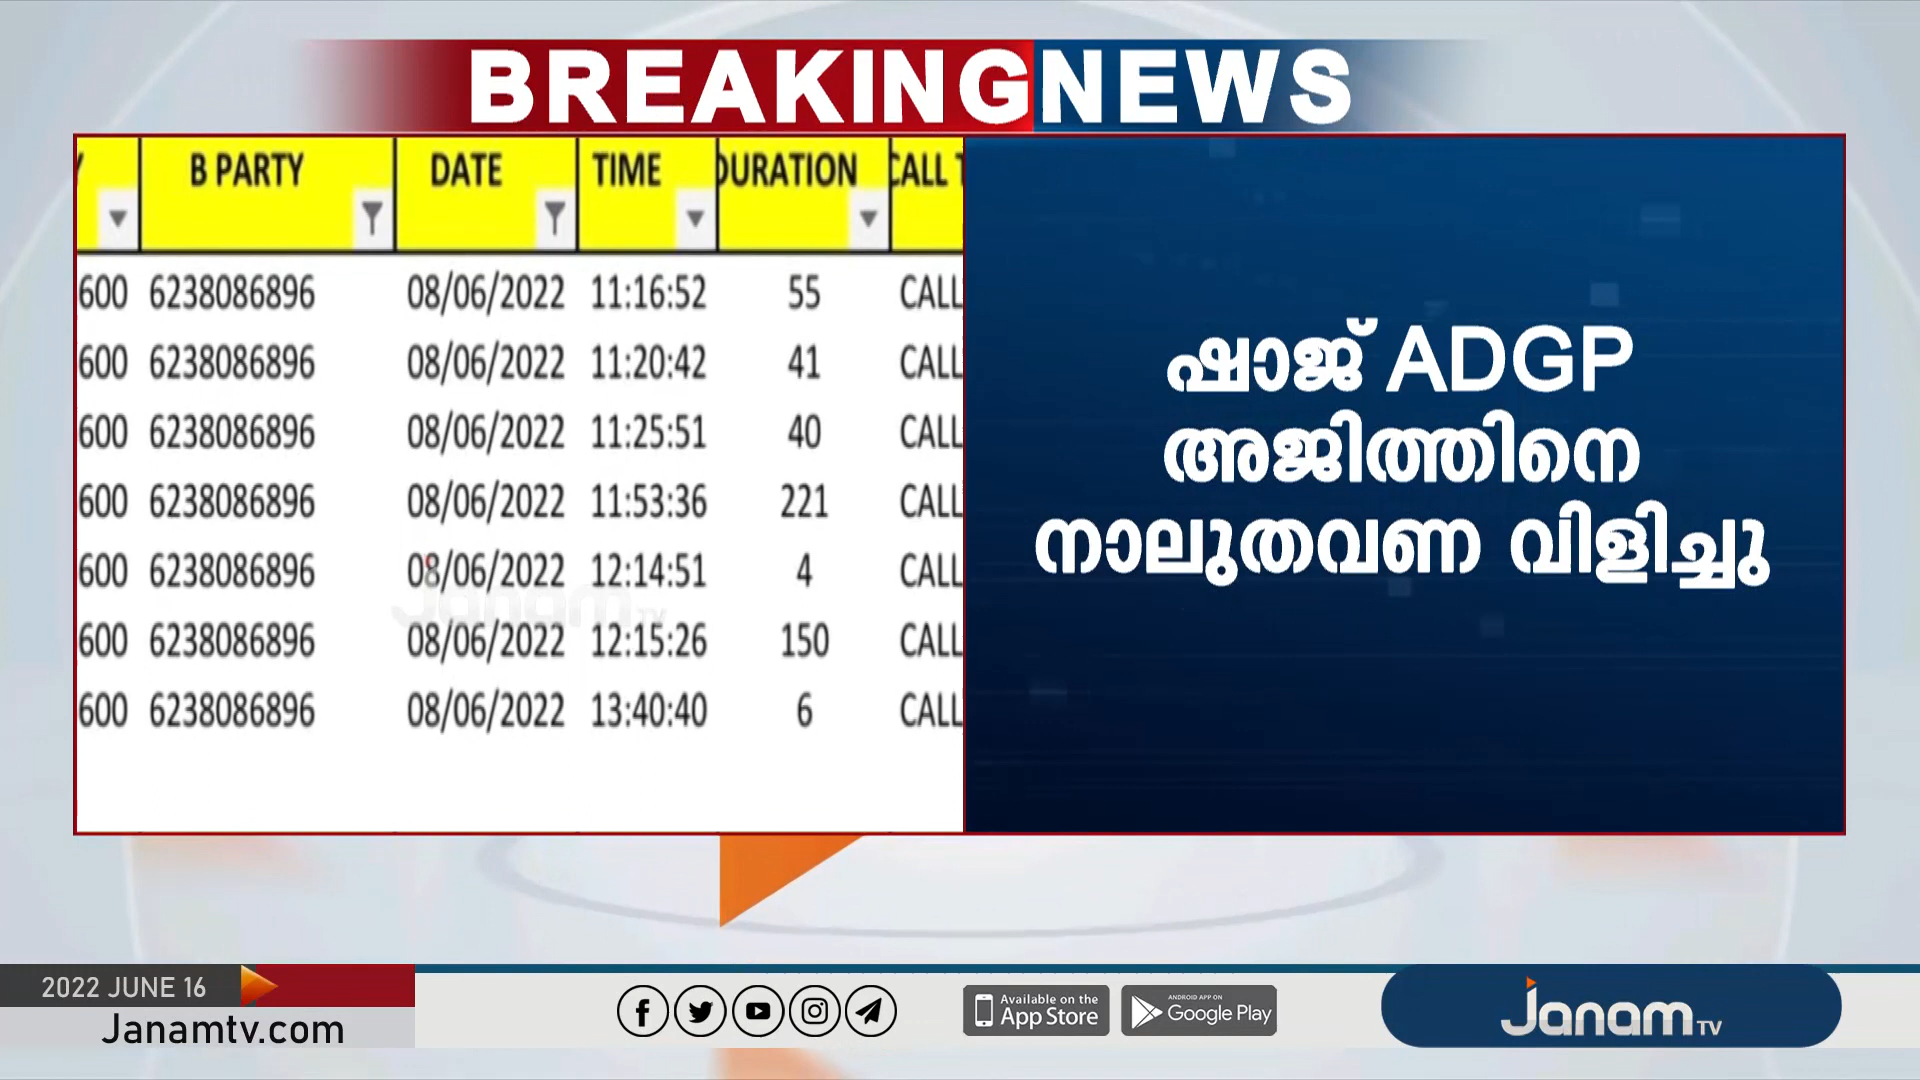 BREAKING NEWS
B PARTY DATE TIME DURATION CALL T
600 6238086896 08/06/2022 11:16:52 55 CALL
600 6238086896 08/06/2022 11:20:42 41 CALL
600 6238086896 08/06/2022 11:25:51 40 CALL
600 6238086896 08/06/2022 11:53:36 221 CALL
600 6238086896 08/06/2022 12:14:51 4 CALL
600 6238086896 08/06/2022 12:15:26 150 CALL
600 6238086896 08/06/2022 13:40:40 6 CALL
Janam TV
ഷാജ് ADGP
അജിത്തിനെ
നാലുതവണ വിളിച്ചു
2022 JUNE 16
Janamtv.com
Available on the
App Store
ANDROID APP ON
Google Play
Janam TV